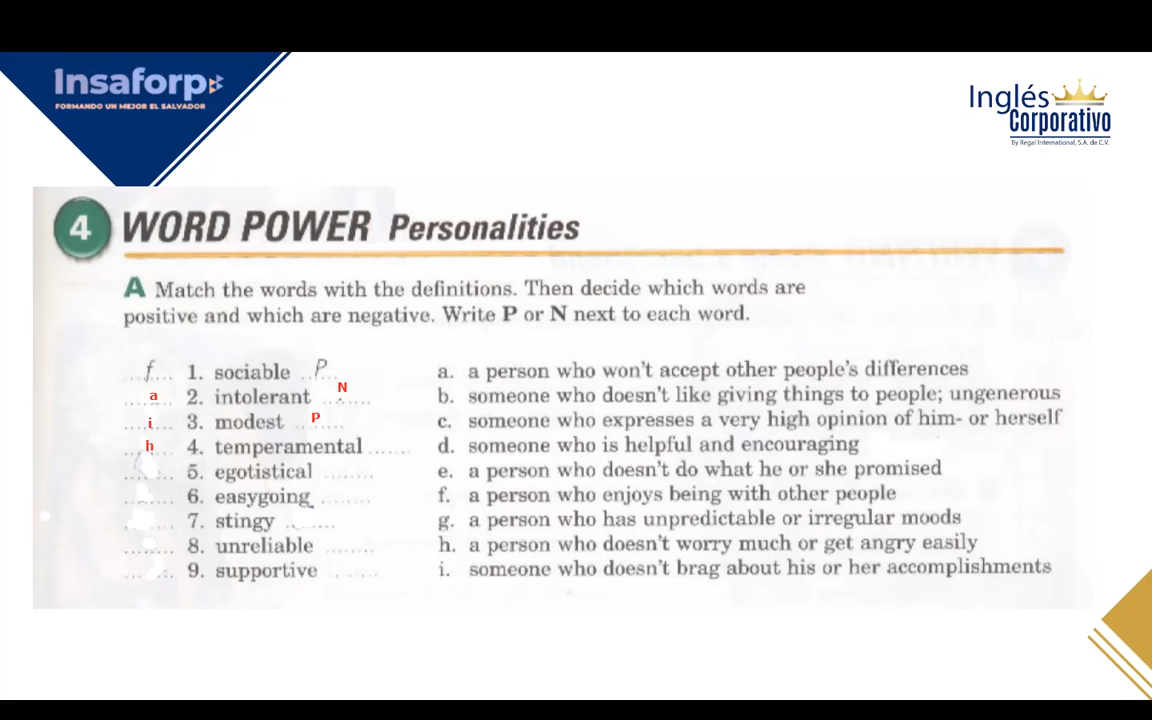 Insaforp
FORMANDO UN MEJOR EL SALVADOR
Inglés
Corporativo
By Regal International, S.A. de C.V.
4 WORD POWER Personalities
A Match the words with the definitions. Then decide which words are
positive and which are negative. Write P or N next to each word.
f 1. sociable P
a 2. intolerant N
i 3. modest P
h 4. temperamental
5. egotistical
6. easygoing
7. stingy
8. unreliable
9. supportive
a. a person who won't accept other people's differences
b. someone who doesn't like giving things to people; ungenerous
c. someone who expresses a very high opinion of him- or herself
d. someone who is helpful and encouraging
e. a person who doesn't do what he or she promised
f. a person who enjoys being with other people
g. a person who has unpredictable or irregular moods
h. a person who doesn't worry much or get angry easily
i. someone who doesn't brag about his or her accomplishments